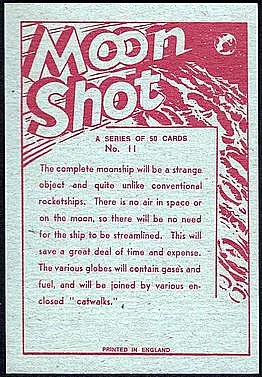 Moon
Shot
A SERIES OF 50 CARDS
No. 11
The complete moonship will be a strange
object and quite unlike conventional
rocketships. There is no air in space or
on the moon, so there will be no need
for the ship to be streamlined. This will
save a great deal of time and expense.
The various globes will contain gase's and
fuel, and will be joined by various en-
closed "catwalks."
PRINTED IN ENGLAND